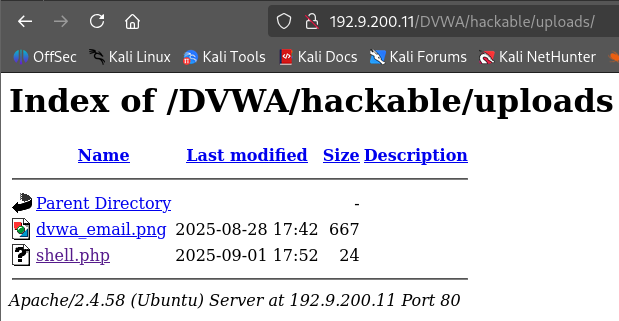 192.9.200.11/DVWA/hackable/uploads/
OffSec Kali Linux Kali Tools Kali Docs Kali Forums Kali NetHunter
Index of /DVWA/hackable/uploads
Name Last modified Size Description
Parent Directory -
dvwa_email.png 2025-08-28 17:42 667
shell.php 2025-09-01 17:52 24
Apache/2.4.58 (Ubuntu) Server at 192.9.200.11 Port 80